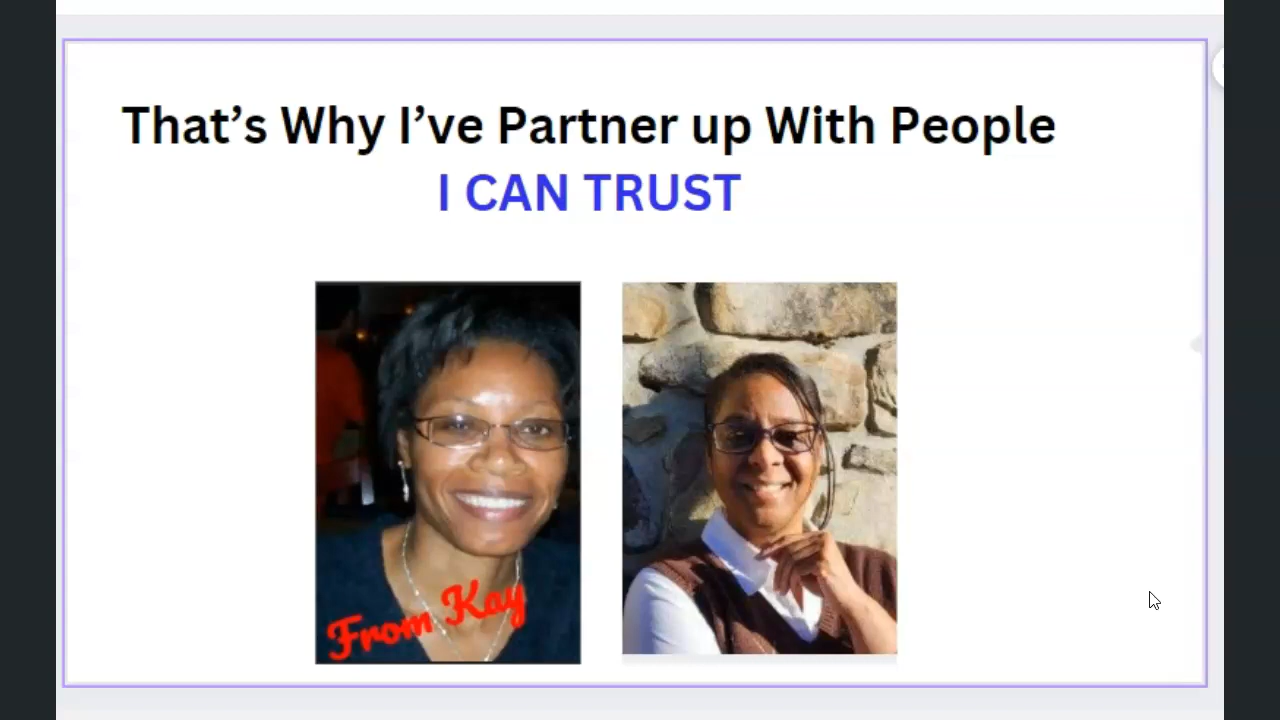 That’s Why I’ve Partner up With People
I CAN TRUST
From Kay